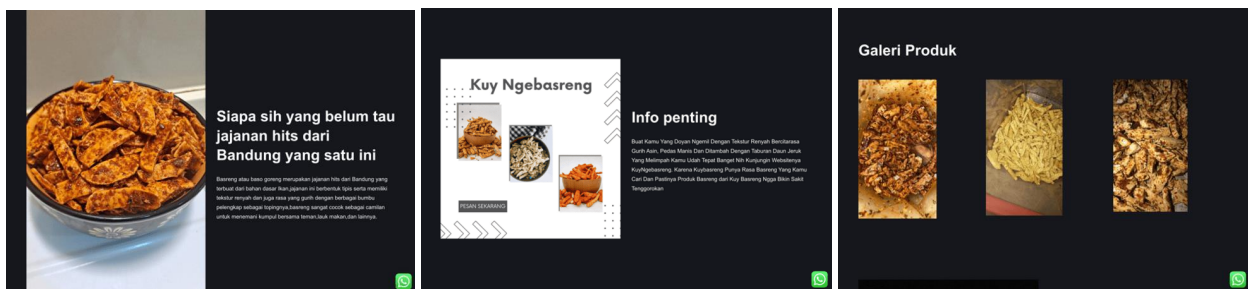 Siapa sih yang belum tau
jajanan hits dari
Bandung yang satu ini
Basreng atau baso goreng merupakan jajanan hits dari Bandung yang
terbuat dari bahan dasar Ikan,jajanan ini berbentuk tipis serta memiliki
tekstur renyah dan juga rasa yang gurih dengan berbagai bumbu
pelengkap sebagai topingnya,basreng sangat cocok sebagai camilan
untuk menemani kumpul bersama teman,lauk makan,dan lainnya.
Kuy Ngebasreng
PESAN SEKARANG
Info penting
Buat Kamu Yang Doyan Ngemil Dengan Tekstur Renyah Bercitarasa
Gurih Asin, Pedas Manis Dan Ditambah Dengan Taburan Daun Jeruk
Yang Melimpah Kamu Udah Tepat Banget Nih Kunjungin Websitenya
KuyNgebasreng. Karena Kuybasreng Punya Rasa Basreng Yang Kamu
Cari Dan Pastinya Produk Basreng dari Kuy Basreng Ngga Bikin Sakit
Tenggorokan
Galeri Produk